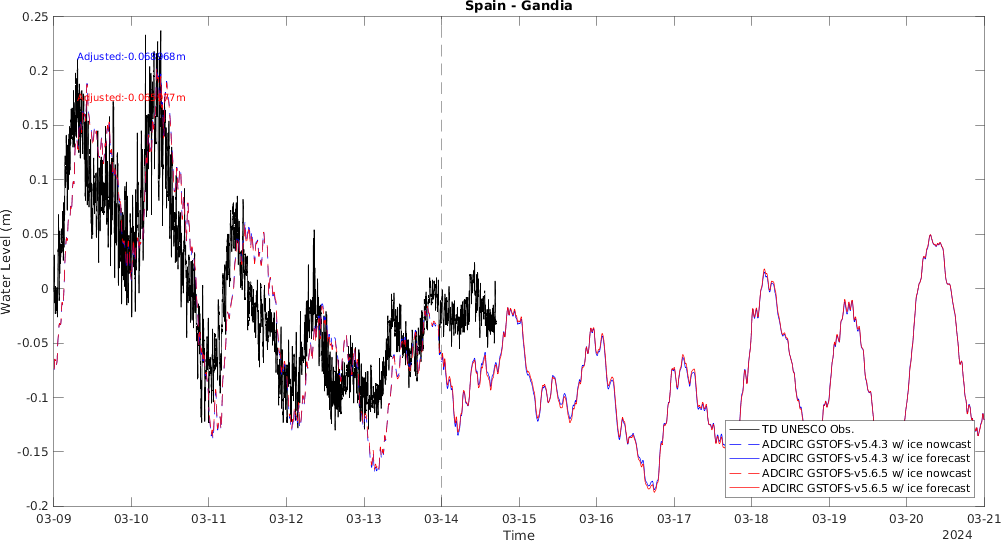 Spain - Gandia
0.25
0.2
0.15
0.1
0.05
0
-0.05
-0.1
-0.15
-0.2
Water Level (m)
TD UNESCO Obs.
ADCIRC GSTOFS-v5.4.3 w/ ice nowcast
ADCIRC GSTOFS-v5.4.3 w/ ice forecast
ADCIRC GSTOFS-v5.6.5 w/ ice nowcast
ADCIRC GSTOFS-v5.6.5 w/ ice forecast
03-09 03-10 03-11 03-12 03-13 03-14 03-15 03-16 03-17 03-18 03-19 03-20 03-21
Time
2024